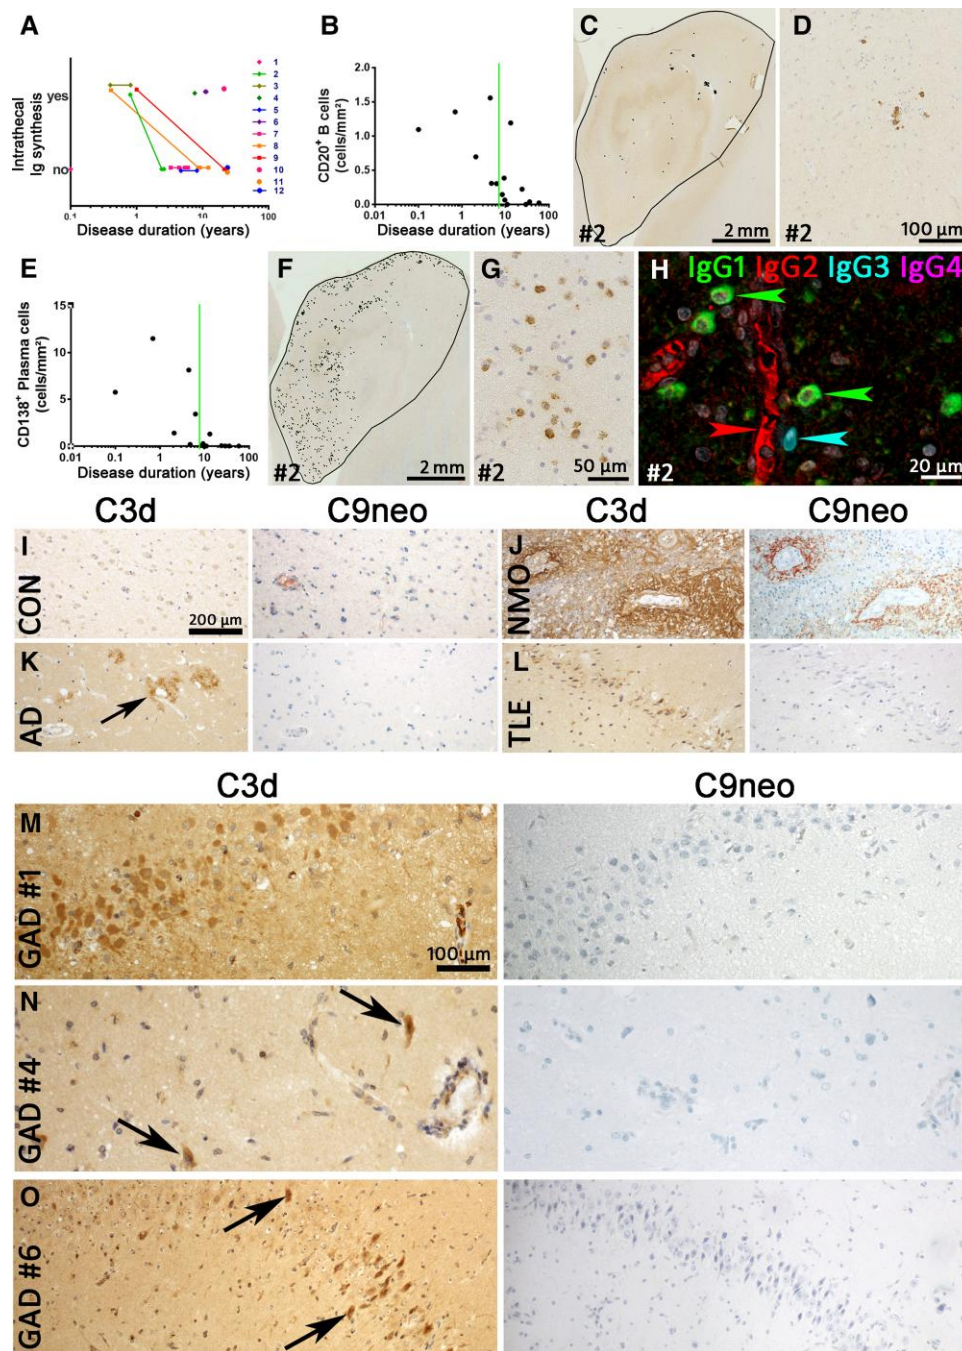 A
Intrathecal
Ig synthesis
yes
no
0.1
1
10
100
Disease duration (years)
1
2
3
4
5
6
7
8
9
10
11
12
B
CD20+ B cells
(cells/mm²)
2.0
1.5
1.0
0.5
0.0
0.01
0.1
1
10
100
Disease duration (years)
C
#2
2 mm
D
#2
100 µm
E
CD138+ Plasma cells
(cells/mm²)
15
10
5
0
0.01
0.1
1
10
100
Disease duration (years)
F
#2
2 mm
G
#2
50 µm
H
IgG1 IgG2 IgG3 IgG4
#2
20 µm
C3d
C9neo
C3d
C9neo
I
CON
200 µm
J
NMO
K
AD
L
TLE
C3d
C9neo
M
GAD #1
100 µm
N
GAD #4
O
GAD #6